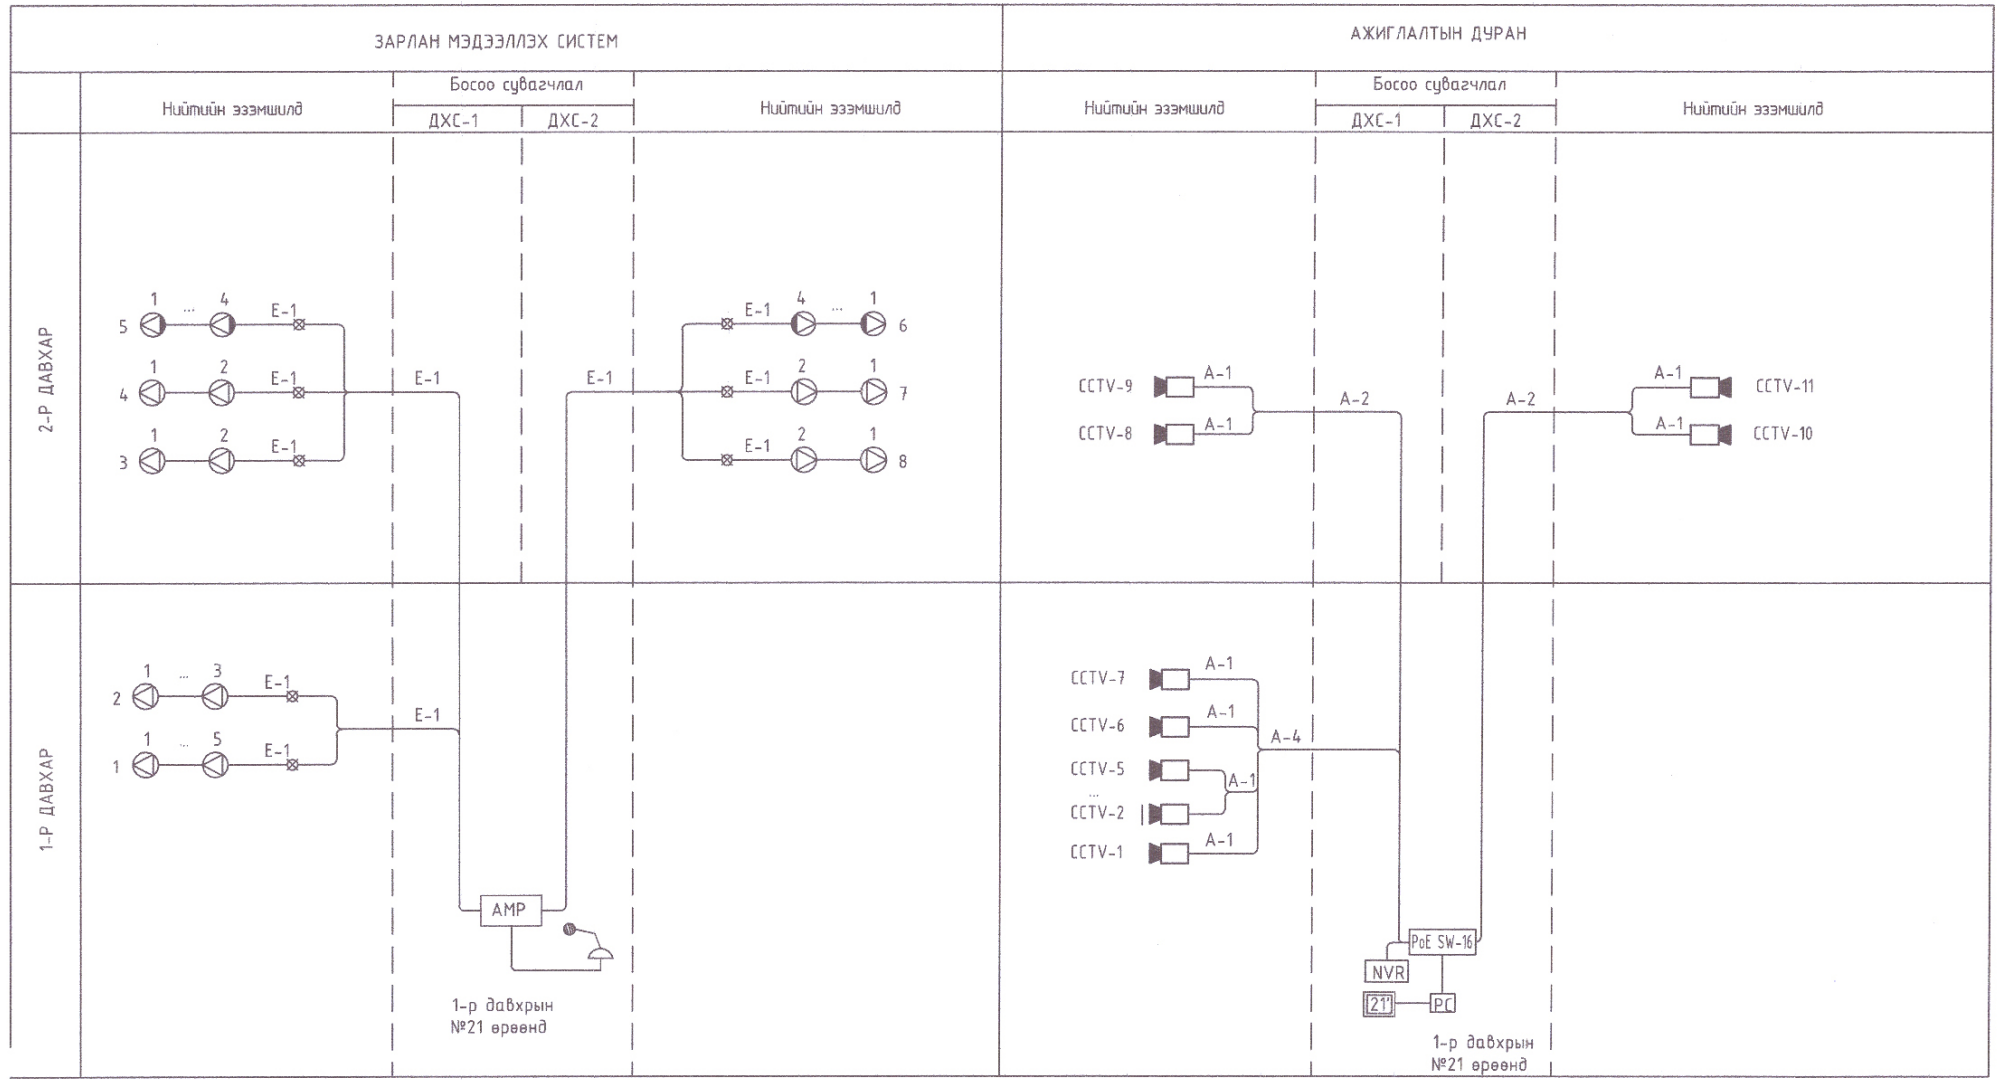 ЗАРЛАН МЭДЭЭЛЛЭХ СИСТЕМ
АЖИГЛАЛТЫН ДУРАН
Нийтийн эзэмшилд
Босоо сувагчлал
ДХС-1
ДХС-2
Нийтийн эзэмшилд
Нийтийн эзэмшилд
Босоо сувагчлал
ДХС-1
ДХС-2
Нийтийн эзэмшилд
2-Р ДАВХАР
1 ... 4 E-1
5
1 2 E-1
4
1 2 E-1
3
E-1
E-1
E-1 4 ... 1
6
E-1 2 1
7
E-1 2 1
8
CCTV-9 A-1
CCTV-8 A-1
A-2
A-2
A-1 CCTV-11
A-1 CCTV-10
1-Р ДАВХАР
1 ... 3 E-1
2
1 ... 5 E-1
1
E-1
AMP
1-р давхрын
№21 өрөөнд
CCTV-7 A-1
CCTV-6 A-1
A-4
CCTV-5
...
A-1
CCTV-2
CCTV-1 A-1
PoE SW-16
NVR
21'
PC
1-р давхрын
№21 өрөөнд